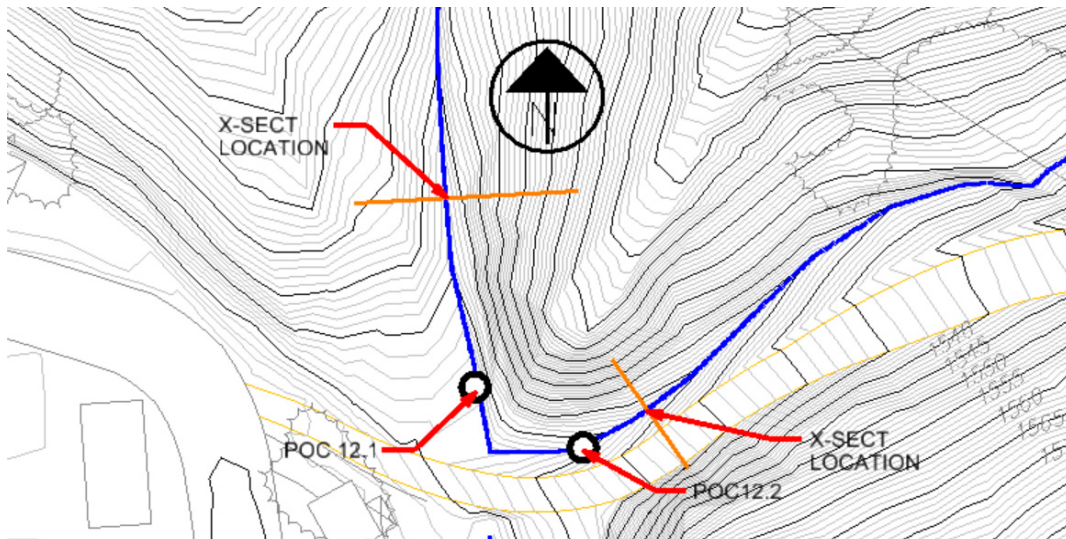 X-SECT
LOCATION
N
1540
1545
1550
1555
1560
1565
POC 12.1
X-SECT
LOCATION
POC12.2